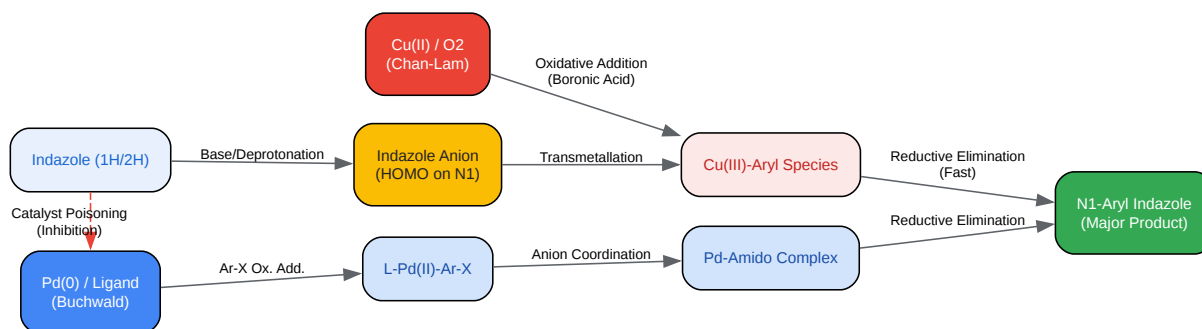 Cu(II) / O2
(Chan-Lam)
Oxidative Addition
(Boronic Acid)
Indazole (1H/2H)
Base/Deprotonation
Indazole Anion
(HOMO on N1)
Transmetallation
Cu(III)-Aryl Species
Reductive Elimination
(Fast)
N1-Aryl Indazole
(Major Product)
Catalyst Poisoning
(Inhibition)
Pd(0) / Ligand
(Buchwald)
Ar-X Ox. Add.
L-Pd(II)-Ar-X
Anion Coordination
Pd-Amido Complex
Reductive Elimination